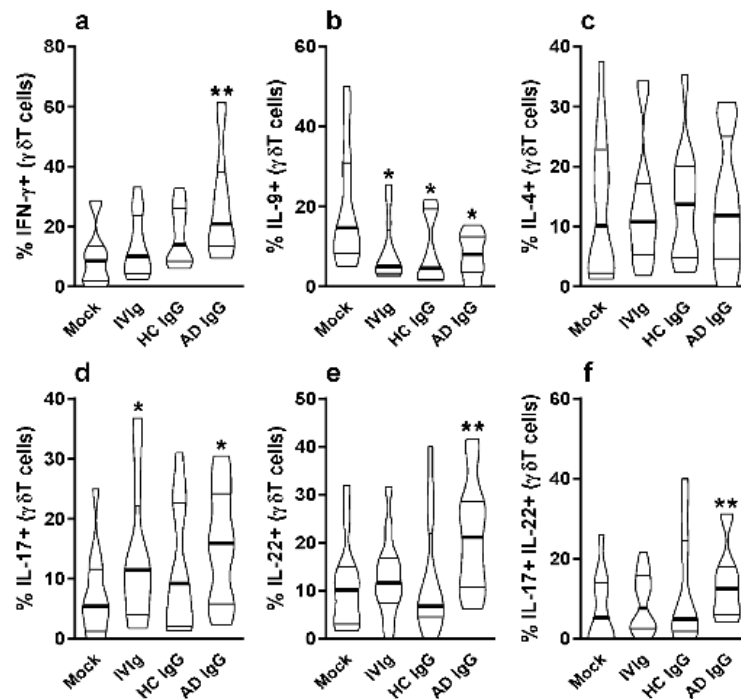 a
% IFN-γ+ (γδT cells)
80
60
40
20
0
**
Mock
IVIg
HC IgG
AD IgG
b
% IL-9+ (γδT cells)
60
40
20
0
*
*
*
Mock
IVIg
HC IgG
AD IgG
c
% IL-4+ (γδT cells)
40
30
20
10
0
Mock
IVIg
HC IgG
AD IgG
d
% IL-17+ (γδT cells)
40
30
20
10
0
*
*
Mock
IVIg
HC IgG
AD IgG
e
% IL-22+ (γδT cells)
50
40
30
20
10
0
**
Mock
IVIg
HC IgG
AD IgG
f
% IL-17+ IL-22+ (γδT cells)
60
40
20
0
**
Mock
IVIg
HC IgG
AD IgG